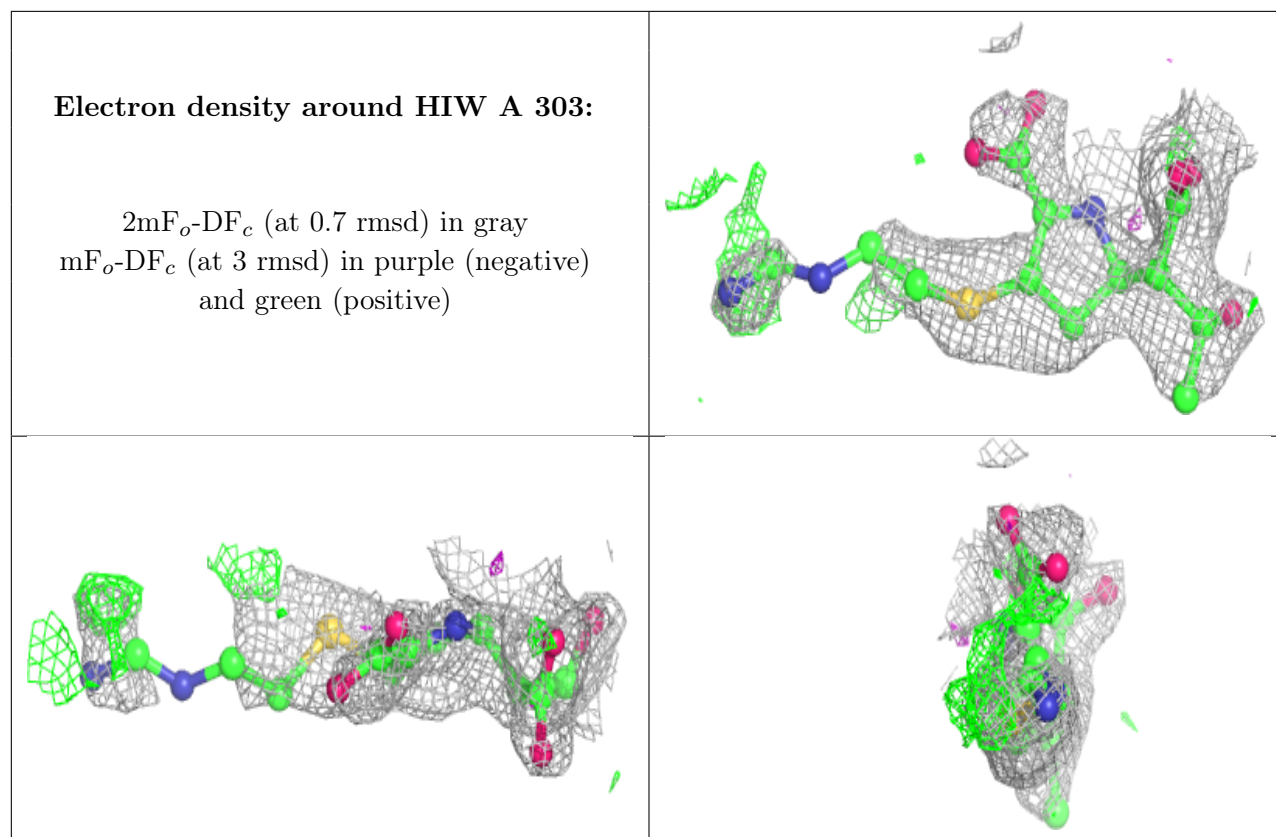 Electron density around HIW A 303:
2mFo-DFc (at 0.7 rmsd) in gray
mFo-DFc (at 3 rmsd) in purple (negative)
and green (positive)